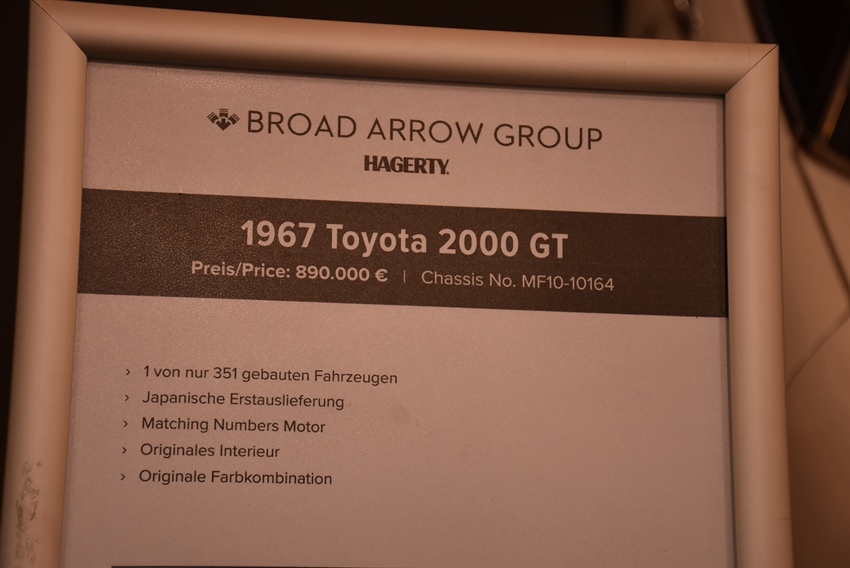 BROAD ARROW GROUP
HAGERTY.
1967 Toyota 2000 GT
Preis/Price: 890.000 € | Chassis No. MF10-10164
› 1 von nur 351 gebauten Fahrzeugen
› Japanische Erstauslieferung
› Matching Numbers Motor
› Originales Interieur
› Originale Farbkombination